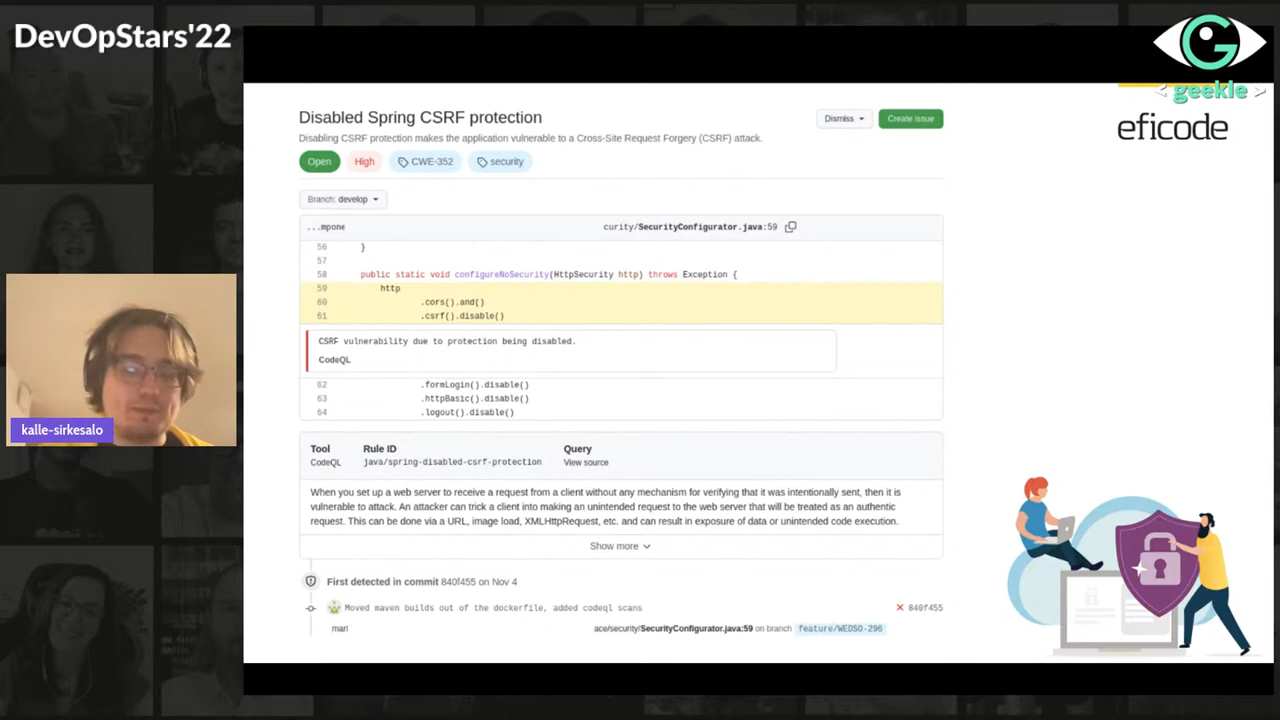 DevOpStars'22
G
< geekle >
eficode
Disabled Spring CSRF protection
Dismiss
Create issue
Disabling CSRF protection makes the application vulnerable to a Cross-Site Request Forgery (CSRF) attack.
Open High CWE-352 security
Branch: develop
...mpone curity/SecurityConfigurator.java:59
56 }
57
58 public static void configureNoSecurity(HttpSecurity http) throws Exception {
59 http
60 .cors().and()
61 .csrf().disable()
CSRF vulnerability due to protection being disabled.
CodeQL
62 .formLogin().disable()
63 .httpBasic().disable()
64 .logout().disable()
Tool Rule ID Query
CodeQL java/spring-disabled-csrf-protection View source
When you set up a web server to receive a request from a client without any mechanism for verifying that it was intentionally sent, then it is
vulnerable to attack. An attacker can trick a client into making an unintended request to the web server that will be treated as an authentic
request. This can be done via a URL, image load, XMLHttpRequest, etc. and can result in exposure of data or unintended code execution.
Show more
First detected in commit 840f455 on Nov 4
Moved maven builds out of the dockerfile, added codeql scans 840f455
marl ace/security/SecurityConfigurator.java:59 on branch feature/WEDSO-296
kalle-sirkesalo